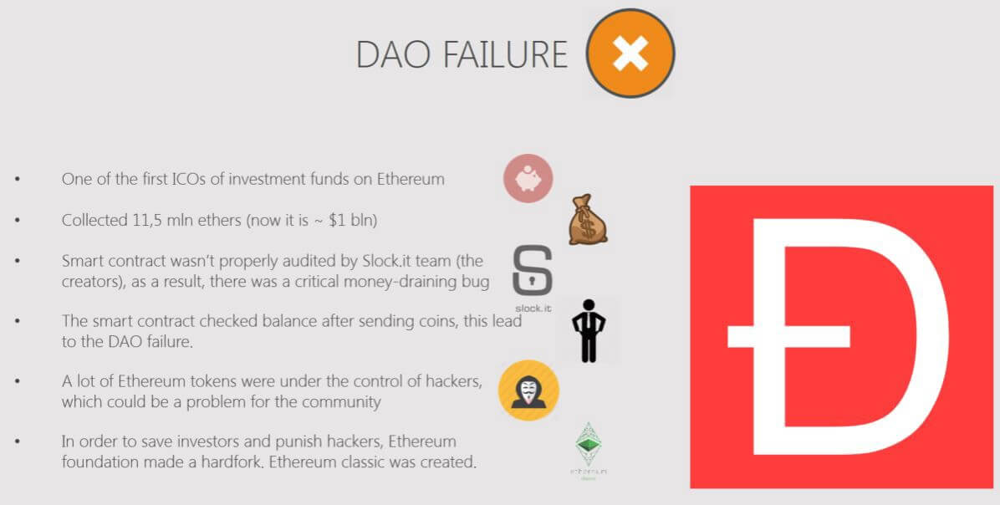 DAO FAILURE
• One of the first ICOs of investment funds on Ethereum
• Collected 11,5 mln ethers (now it is ~ $1 bln)
• Smart contract wasn't properly audited by Slock.it team (the
creators), as a result, there was a critical money-draining bug
slock.it
• The smart contract checked balance after sending coins, this lead
to the DAO failure.
• A lot of Ethereum tokens were under the control of hackers,
which could be a problem for the community
• In order to save investors and punish hackers, Ethereum
foundation made a hardfork. Ethereum classic was created.
ethereum
classic
Đ